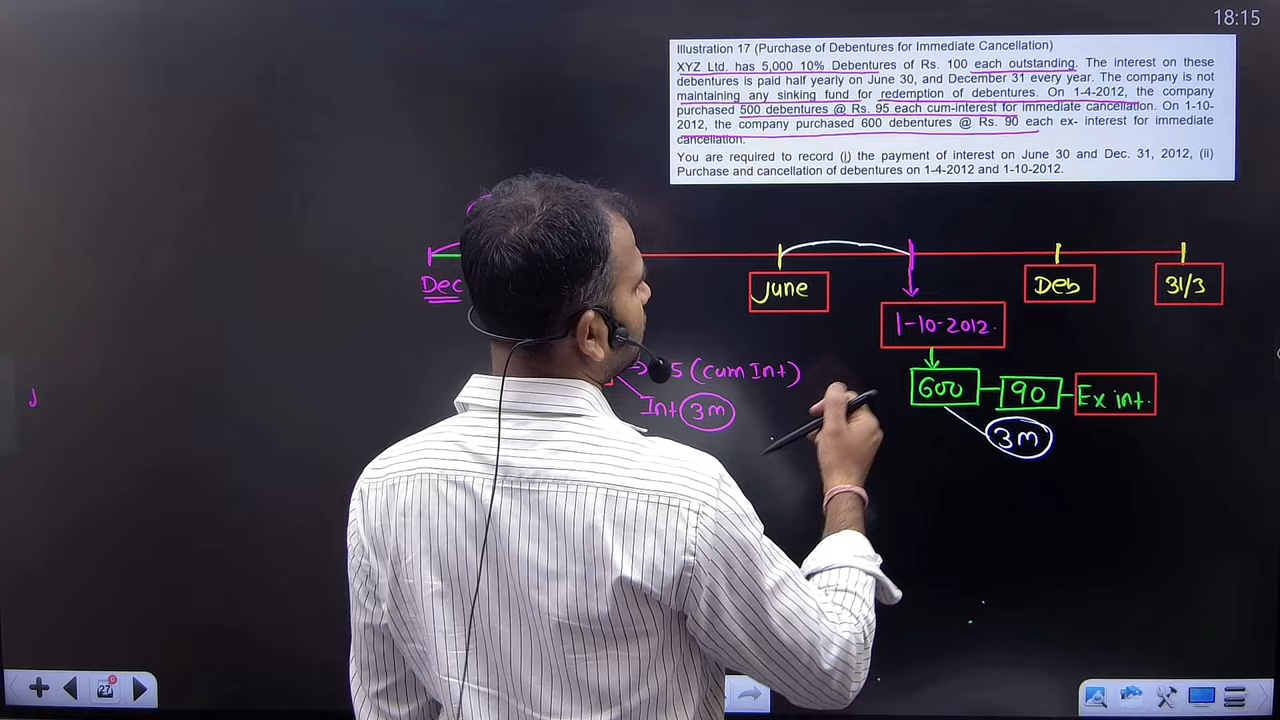 18:15
Illustration 17 (Purchase of Debentures for Immediate Cancellation)
XYZ Ltd. has 5,000 10% Debentures of Rs. 100 each outstanding. The interest on these
debentures is paid half yearly on June 30, and December 31 every year. The company is not
maintaining any sinking fund for redemption of debentures. On 1-4-2012, the company
purchased 500 debentures @ Rs. 95 each cum-interest for immediate cancellation. On 1-10-
2012, the company purchased 600 debentures @ Rs. 90 each ex- interest for immediate
cancellation.
You are required to record (i) the payment of interest on June 30 and Dec. 31, 2012, (ii)
Purchase and cancellation of debentures on 1-4-2012 and 1-10-2012.
Dec
June
Deb
31/3
1-10-2012.
5 (cum Int)
Int 3m
600 - 90 - Ex int.
3m
J
27